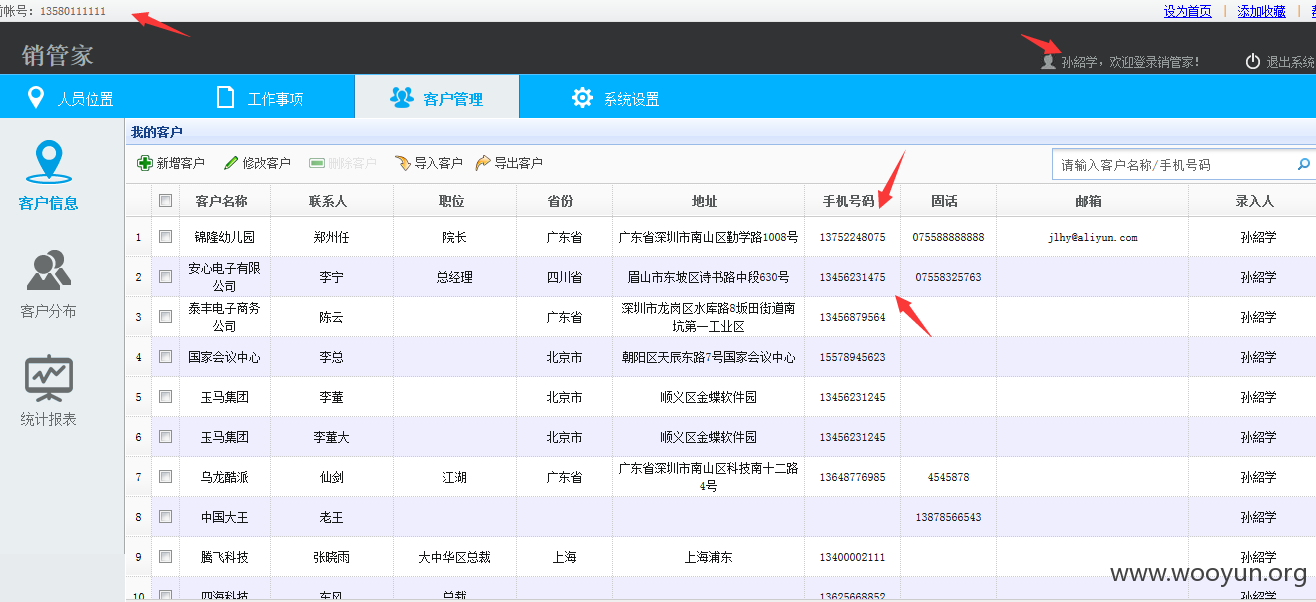 前帐号：13580111111 设为首页 | 添加收藏 |
销管家 孙绍学，欢迎登录销管家！ 退出系统
人员位置 工作事项 客户管理 系统设置
客户信息
客户分布
统计报表
我的客户
新增客户 修改客户 删除客户 导入客户 导出客户 请输入客户名称/手机号码
客户名称 联系人 职位 省份 地址 手机号码 固话 邮箱 录入人
1 锦隆幼儿园 郑州任 院长 广东省 广东省深圳市南山区勤学路1008号 13752248075 075588888888 jlhy@aliyun.com 孙绍学
2 安心电子有限公司 李宁 总经理 四川省 眉山市东坡区诗书路中段630号 13456231475 07558325763 孙绍学
3 泰丰电子商务公司 陈云 广东省 深圳市龙岗区水库路8坂田街道南坑第一工业区 13456879564 孙绍学
4 国家会议中心 李总 北京市 朝阳区天辰东路7号国家会议中心 15578945623 孙绍学
5 玉马集团 李董 北京市 顺义区金蝶软件园 13456231245 孙绍学
6 玉马集团 李董大 北京市 顺义区金蝶软件园 13456231245 孙绍学
7 乌龙酷派 仙剑 江湖 广东省 广东省深圳市南山区科技南十二路4号 13648776985 4545878 孙绍学
8 中国大王 老王 13878566543 孙绍学
9 腾飞科技 张晓雨 大中华区总裁 上海 上海浦东 13400002111 孙绍学
10 四海科技 东风 总裁 13625668852 孙绍学
www.wooyun.org